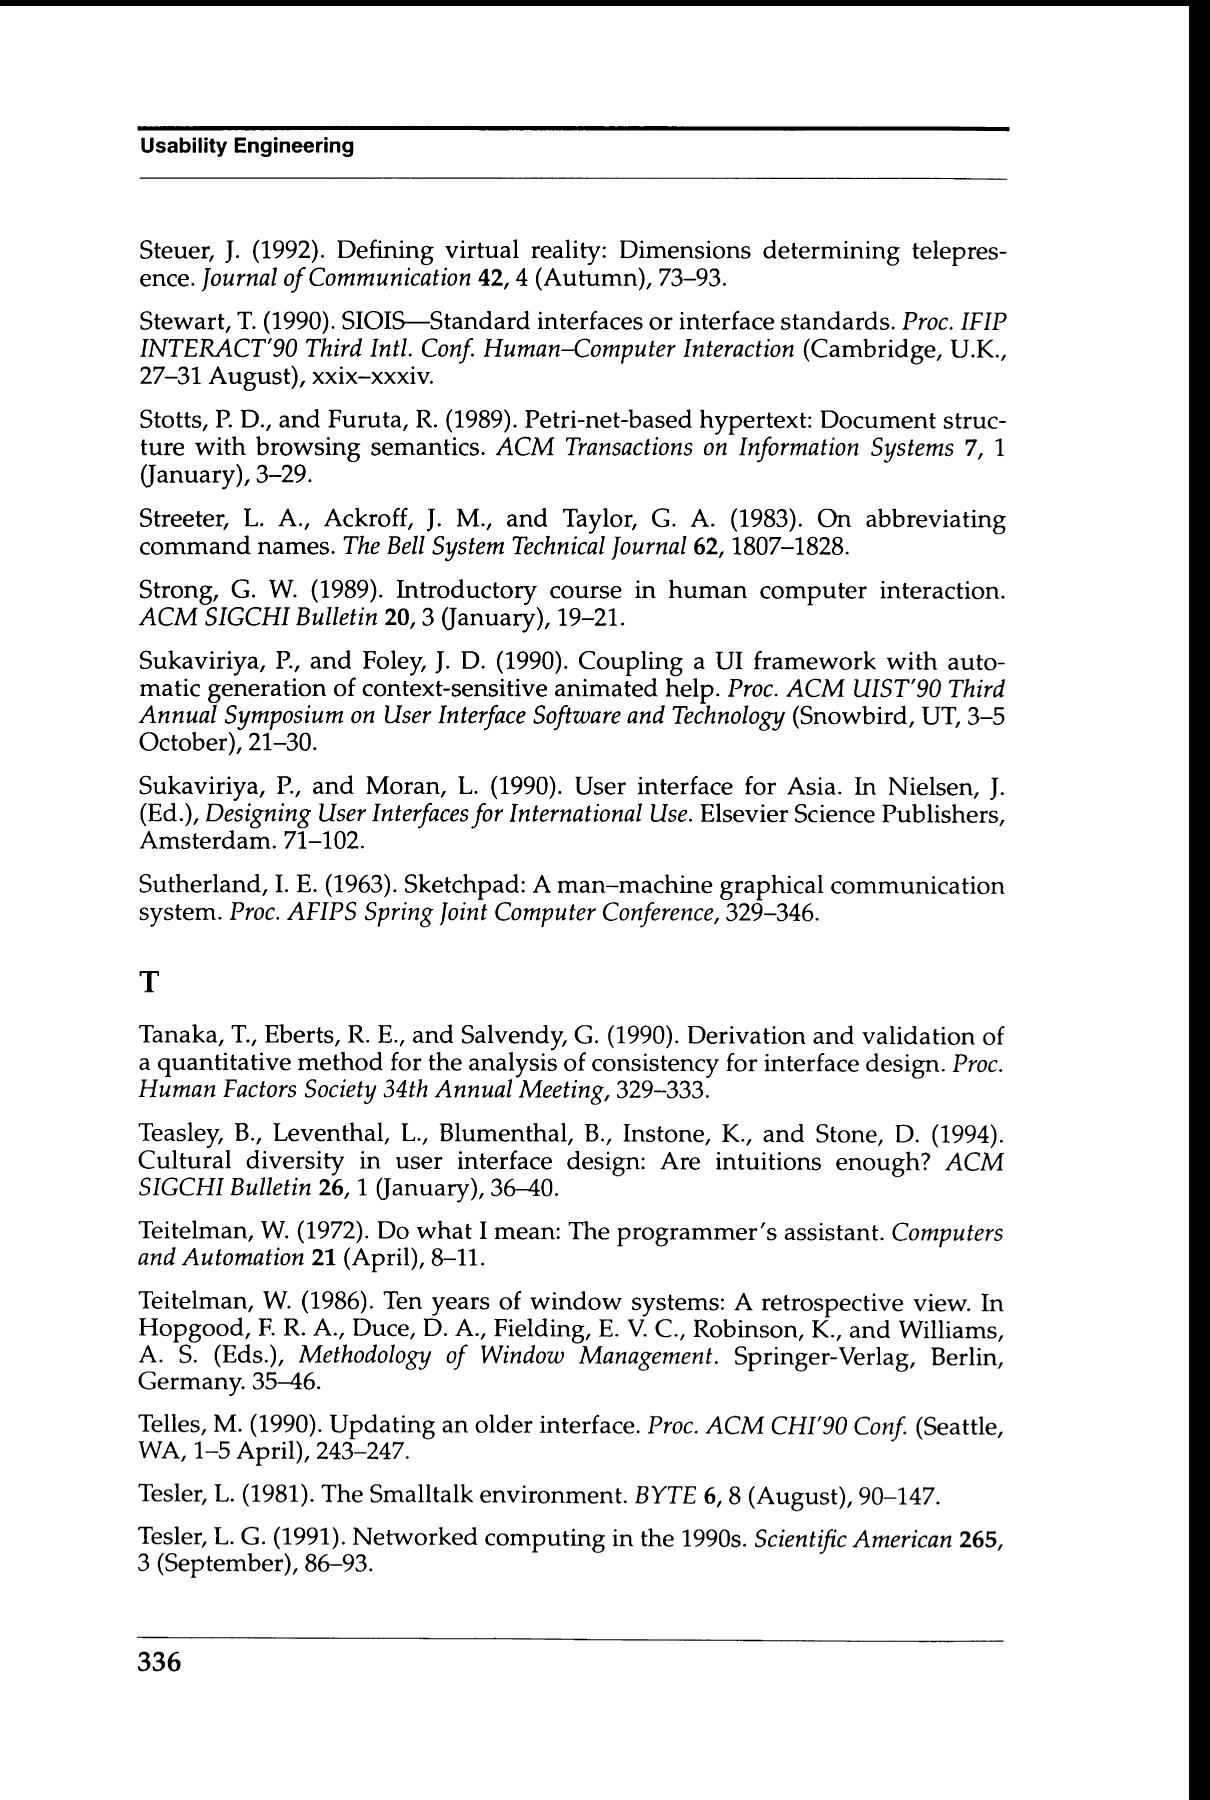 Usability Engineering
Steuer, J. (1992). Defining virtual reality: Dimensions determining telepres-
ence. Journal of Communication 42, 4 (Autumn), 73–93.
Stewart, T. (1990). SIOIS—Standard interfaces or interface standards. Proc. IFIP
INTERACT'90 Third Intl. Conf. Human–Computer Interaction (Cambridge, U.K.,
27–31 August), xxix–xxxiv.
Stotts, P. D., and Furuta, R. (1989). Petri-net-based hypertext: Document struc-
ture with browsing semantics. ACM Transactions on Information Systems 7, 1
(January), 3–29.
Streeter, L. A., Ackroff, J. M., and Taylor, G. A. (1983). On abbreviating
command names. The Bell System Technical Journal 62, 1807–1828.
Strong, G. W. (1989). Introductory course in human computer interaction.
ACM SIGCHI Bulletin 20, 3 (January), 19–21.
Sukaviriya, P., and Foley, J. D. (1990). Coupling a UI framework with auto-
matic generation of context-sensitive animated help. Proc. ACM UIST'90 Third
Annual Symposium on User Interface Software and Technology (Snowbird, UT, 3–5
October), 21–30.
Sukaviriya, P., and Moran, L. (1990). User interface for Asia. In Nielsen, J.
(Ed.), Designing User Interfaces for International Use. Elsevier Science Publishers,
Amsterdam. 71–102.
Sutherland, I. E. (1963). Sketchpad: A man–machine graphical communication
system. Proc. AFIPS Spring Joint Computer Conference, 329–346.
T
Tanaka, T., Eberts, R. E., and Salvendy, G. (1990). Derivation and validation of
a quantitative method for the analysis of consistency for interface design. Proc.
Human Factors Society 34th Annual Meeting, 329–333.
Teasley, B., Leventhal, L., Blumenthal, B., Instone, K., and Stone, D. (1994).
Cultural diversity in user interface design: Are intuitions enough? ACM
SIGCHI Bulletin 26, 1 (January), 36–40.
Teitelman, W. (1972). Do what I mean: The programmer's assistant. Computers
and Automation 21 (April), 8–11.
Teitelman, W. (1986). Ten years of window systems: A retrospective view. In
Hopgood, F. R. A., Duce, D. A., Fielding, E. V. C., Robinson, K., and Williams,
A. S. (Eds.), Methodology of Window Management. Springer-Verlag, Berlin,
Germany. 35–46.
Telles, M. (1990). Updating an older interface. Proc. ACM CHI'90 Conf. (Seattle,
WA, 1–5 April), 243–247.
Tesler, L. (1981). The Smalltalk environment. BYTE 6, 8 (August), 90–147.
Tesler, L. G. (1991). Networked computing in the 1990s. Scientific American 265,
3 (September), 86–93.
336